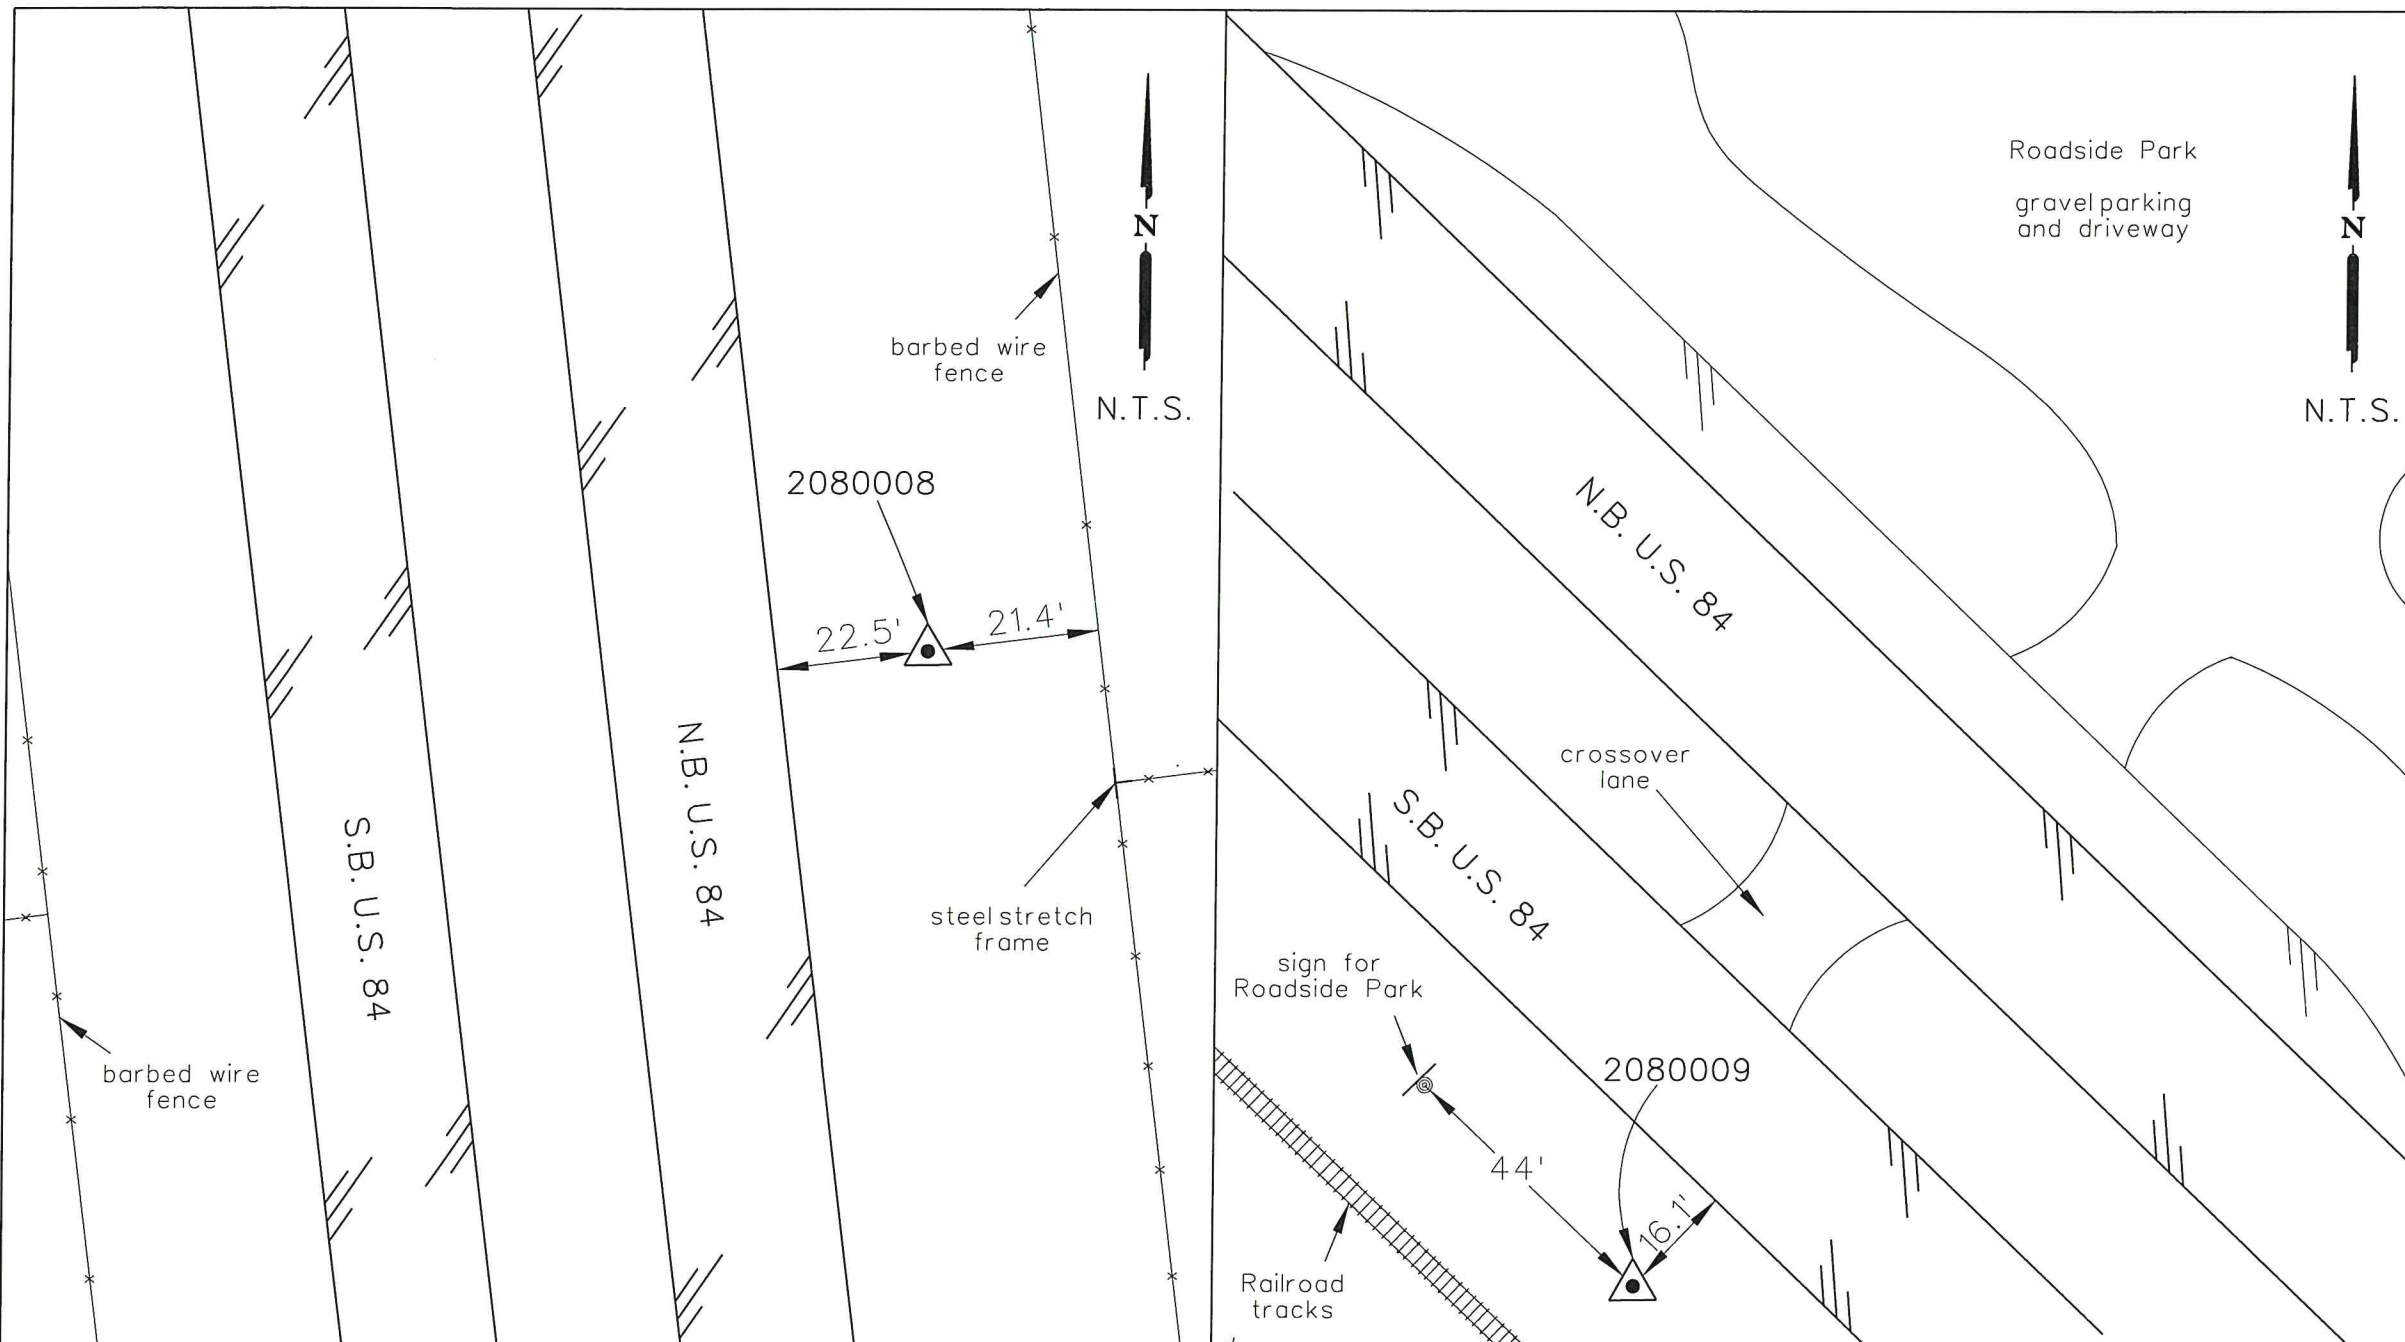 N
N.T.S.
barbed wire
fence
2080008
22.5'
21.4'
N.B. U.S. 84
S.B. U.S. 84
steel stretch
frame
barbed wire
fence
Roadside Park
gravel parking
and driveway
N
N.T.S.
N.B. U.S. 84
crossover
lane
S.B. U.S. 84
sign for
Roadside Park
2080009
44'
16.1'
Railroad
tracks